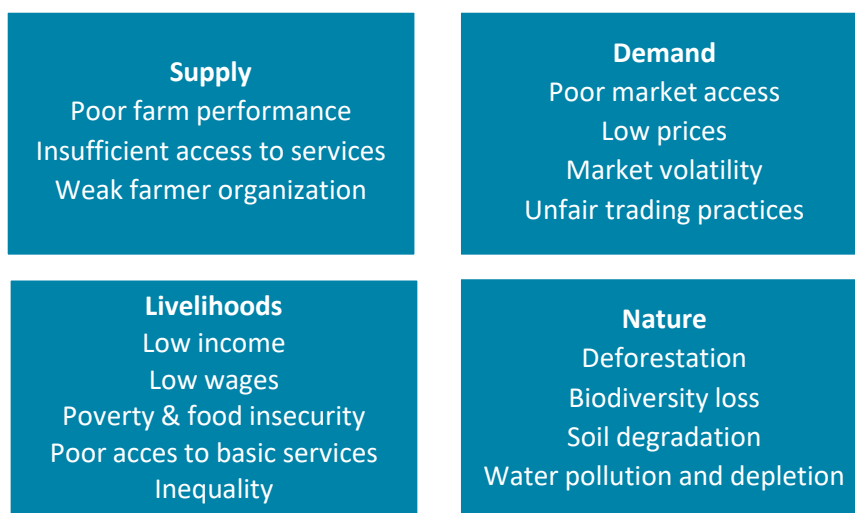 Supply
Poor farm performance
Insufficient access to services
Weak farmer organization
Demand
Poor market access
Low prices
Market volatility
Unfair trading practices
Livelihoods
Low income
Low wages
Poverty & food insecurity
Poor acces to basic services
Inequality
Nature
Deforestation
Biodiversity loss
Soil degradation
Water pollution and depletion